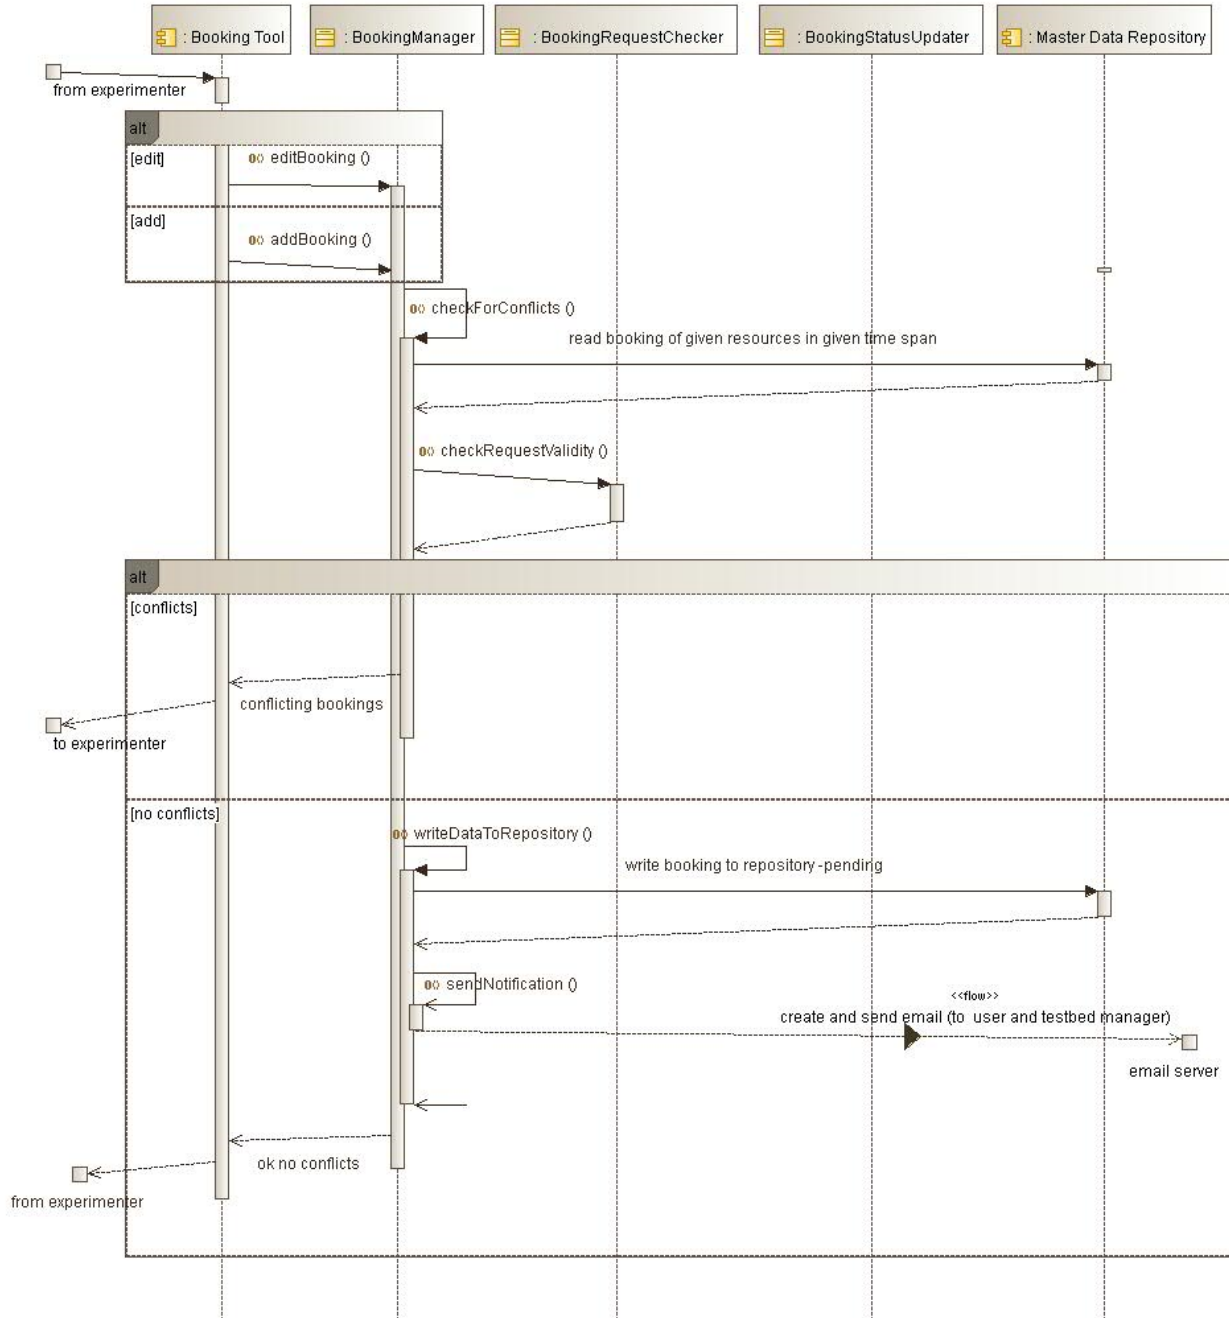 : Booking Tool
: BookingManager
: BookingRequestChecker
: BookingStatusUpdater
: Master Data Repository
from experimenter
alt
[edit]
editBooking ()
[add]
addBooking ()
checkForConflicts ()
read booking of given resources in given time span
checkRequestValidity ()
alt
[conflicts]
conflicting bookings
to experimenter
[no conflicts]
writeDataToRepository ()
write booking to repository -pending
sendNotification ()
<<flow>>
create and send email (to user and testbed manager)
email server
ok no conflicts
from experimenter